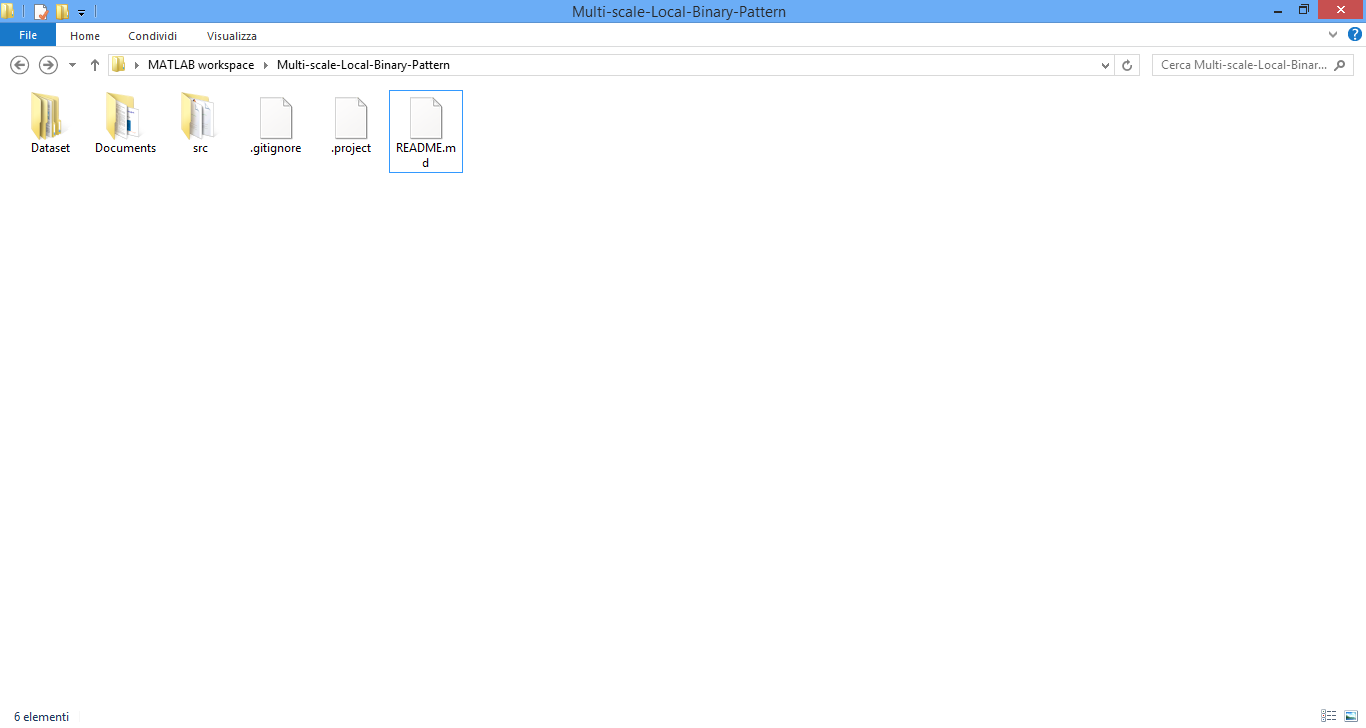 Multi-scale-Local-Binary-Pattern
File Home Condividi Visualizza
MATLAB workspace Multi-scale-Local-Binary-Pattern
Cerca Multi-scale-Local-Binar...
Dataset Documents src .gitignore .project README.m
d
6 elementi